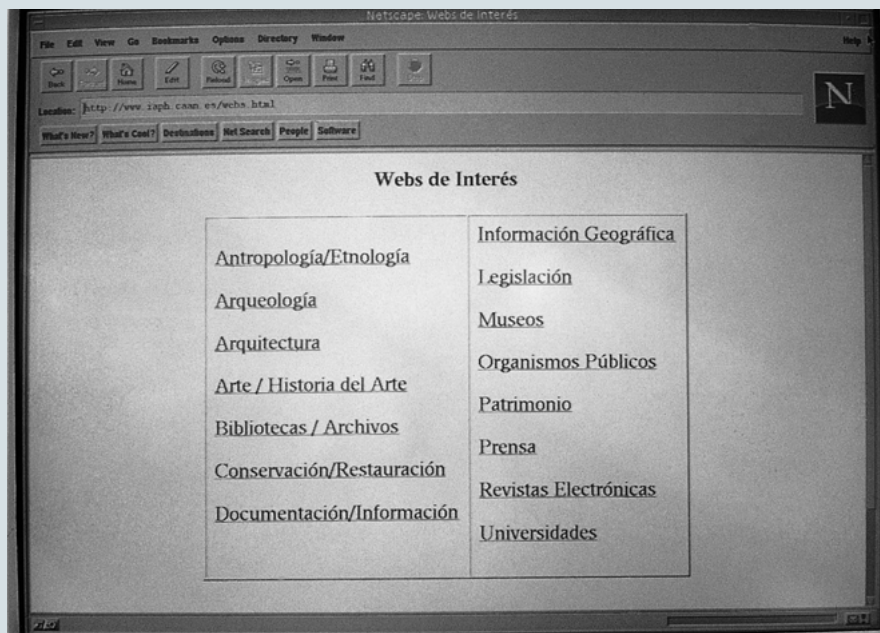 Netscape: Webs de Interés
File Edit View Go Bookmarks Options Directory Window Help
Back Forward Home Edit Reload Images Open Print Find Stop
Location: http://www.iaph.caan.es/webs.html
N
What's New? What's Cool? Destinations Net Search People Software
Webs de Interés
Antropología/Etnología
Arqueología
Arquitectura
Arte / Historia del Arte
Bibliotecas / Archivos
Conservación/Restauración
Documentación/Información
Información Geográfica
Legislación
Museos
Organismos Públicos
Patrimonio
Prensa
Revistas Electrónicas
Universidades